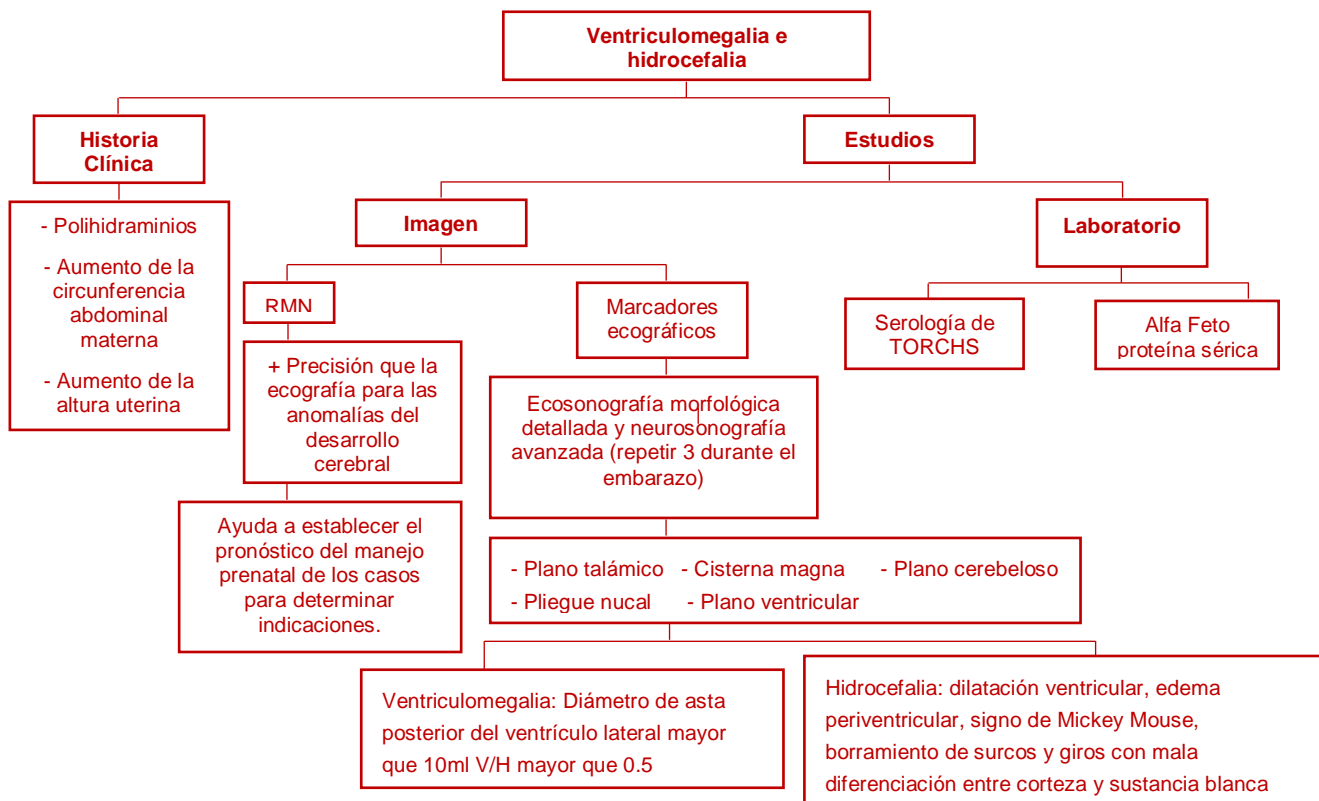 Ventriculomegalia e
hidrocefalia
Historia
Clínica
Estudios
- Polihidraminios
- Aumento de la
circunferencia
abdominal
materna
- Aumento de la
altura uterina
Imagen
Laboratorio
RMN
Marcadores
ecográficos
Serología de
TORCHS
Alfa Feto
proteína sérica
+ Precisión que la
ecografía para las
anomalías del
desarrollo
cerebral
Ecosonografía morfológica
detallada y neurosonografía
avanzada (repetir 3 durante el
embarazo)
Ayuda a establecer el
pronóstico del manejo
prenatal de los casos
para determinar
indicaciones.
- Plano talámico - Cisterna magna - Plano cerebeloso
- Pliegue nucal - Plano ventricular
Ventriculomegalia: Diámetro de asta
posterior del ventrículo lateral mayor
que 10ml V/H mayor que 0.5
Hidrocefalia: dilatación ventricular, edema
periventricular, signo de Mickey Mouse,
borramiento de surcos y giros con mala
diferenciación entre corteza y sustancia blanca